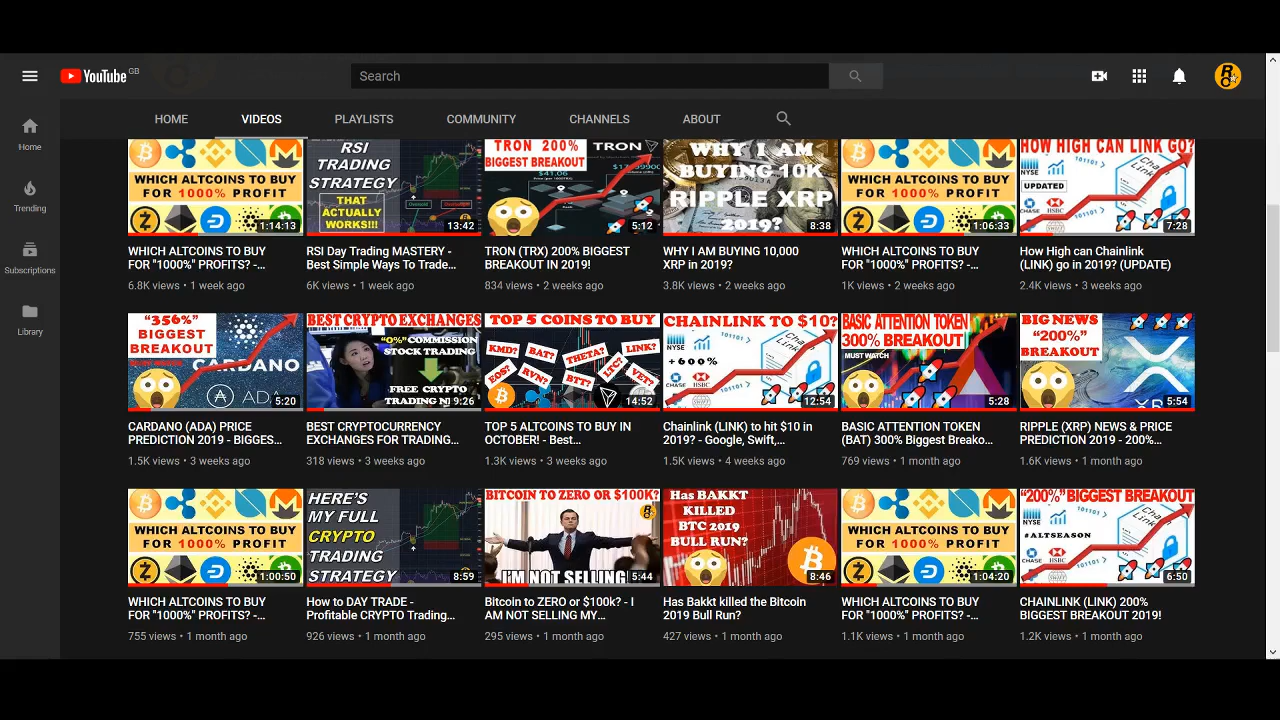 YouTube GB
Search
HOME
VIDEOS
PLAYLISTS
COMMUNITY
CHANNELS
ABOUT
Home
Trending
Subscriptions
Library
WHICH ALTCOINS TO BUY
FOR 1000% PROFIT
1:14:13
WHICH ALTCOINS TO BUY
FOR "1000%" PROFITS? -...
6.8K views • 1 week ago
RSI
TRADING
STRATEGY
THAT
ACTUALLY
WORKS!!!
13:42
RSI Day Trading MASTERY -
Best Simple Ways To Trade...
6K views • 1 week ago
TRON 200%
BIGGEST
BREAKOUT
TRON
$41.06
5:12
TRON (TRX) 200% BIGGEST
BREAKOUT IN 2019!
834 views • 2 weeks ago
WHY I AM
BUYING 10K
RIPPLE XRP
2019?
8:38
WHY I AM BUYING 10,000
XRP in 2019?
3.8K views • 2 weeks ago
WHICH ALTCOINS TO BUY
FOR 1000% PROFIT
1:06:33
WHICH ALTCOINS TO BUY
FOR "1000%" PROFITS? -...
1K views • 2 weeks ago
HOW HIGH CAN LINK GO?
NYSE
UPDATED
CHASE
HSBC
101101
7:28
How High can Chainlink
(LINK) go in 2019? (UPDATE)
2.4K views • 3 weeks ago
"356%"
BIGGEST
BREAKOUT
CARDANO
ADA
5:20
CARDANO (ADA) PRICE
PREDICTION 2019 - BIGGES...
1.5K views • 3 weeks ago
BEST CRYPTO EXCHANGES
"0%" COMMISSION
STOCK TRADING
FREE CRYPTO
TRADING N
9:26
BEST CRYPTOCURRENCY
EXCHANGES FOR TRADING...
318 views • 3 weeks ago
TOP 5 COINS TO BUY
KMD?
BAT?
THETA?
LINK?
EOS?
RVN?
BTT?
LTC?
VET?
14:52
TOP 5 ALTCOINS TO BUY IN
OCTOBER! - Best...
1.3K views • 3 weeks ago
CHAINLINK TO $10?
NYSE
+600%
CHASE
HSBC
101101
12:54
Chainlink (LINK) to hit $10 in
2019? - Google, Swift,...
1.5K views • 4 weeks ago
BASIC ATTENTION TOKEN
300% BREAKOUT
MUST WATCH
5:28
BASIC ATTENTION TOKEN
(BAT) 300% Biggest Breako...
769 views • 1 month ago
BIG NEWS
"200%"
BREAKOUT
5:54
RIPPLE (XRP) NEWS & PRICE
PREDICTION 2019 - 200%...
1.6K views • 1 month ago
WHICH ALTCOINS TO BUY
FOR 1000% PROFIT
1:00:50
WHICH ALTCOINS TO BUY
FOR "1000%" PROFITS? -...
755 views • 1 month ago
HERE'S
MY FULL
CRYPTO
TRADING
STRATEGY
8:59
How to DAY TRADE -
Profitable CRYPTO Trading...
926 views • 1 month ago
BITCOIN TO ZERO OR $100K?
I'M NOT SELLING
5:44
Bitcoin to ZERO or $100k? - I
AM NOT SELLING MY...
295 views • 1 month ago
Has BAKKT
KILLED
BTC 2019
BULL RUN?
8:46
Has Bakkt killed the Bitcoin
2019 Bull Run?
427 views • 1 month ago
WHICH ALTCOINS TO BUY
FOR 1000% PROFIT
1:04:20
WHICH ALTCOINS TO BUY
FOR "1000%" PROFITS? -...
1.1K views • 1 month ago
"200%" BIGGEST BREAKOUT
NYSE
#ALTSEASON
CHASE
HSBC
101101
6:50
CHAINLINK (LINK) 200%
BIGGEST BREAKOUT 2019!
1.2K views • 1 month ago